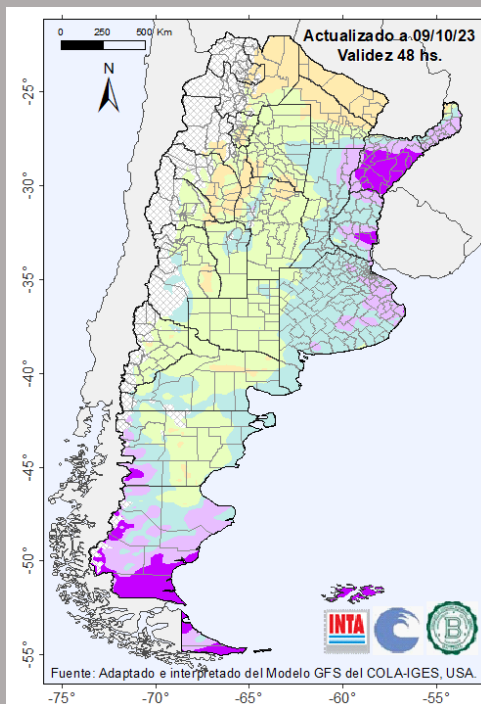 0 250 500 Km
Actualizado a 09/10/23
Validez 48 hs.
N
-25°
-30°
-35°
-40°
-45°
-50°
-55°
INTA
B
Fuente: Adaptado e interpretado del Modelo GFS del COLA-IGES, USA.
-75° -70° -65° -60° -55°